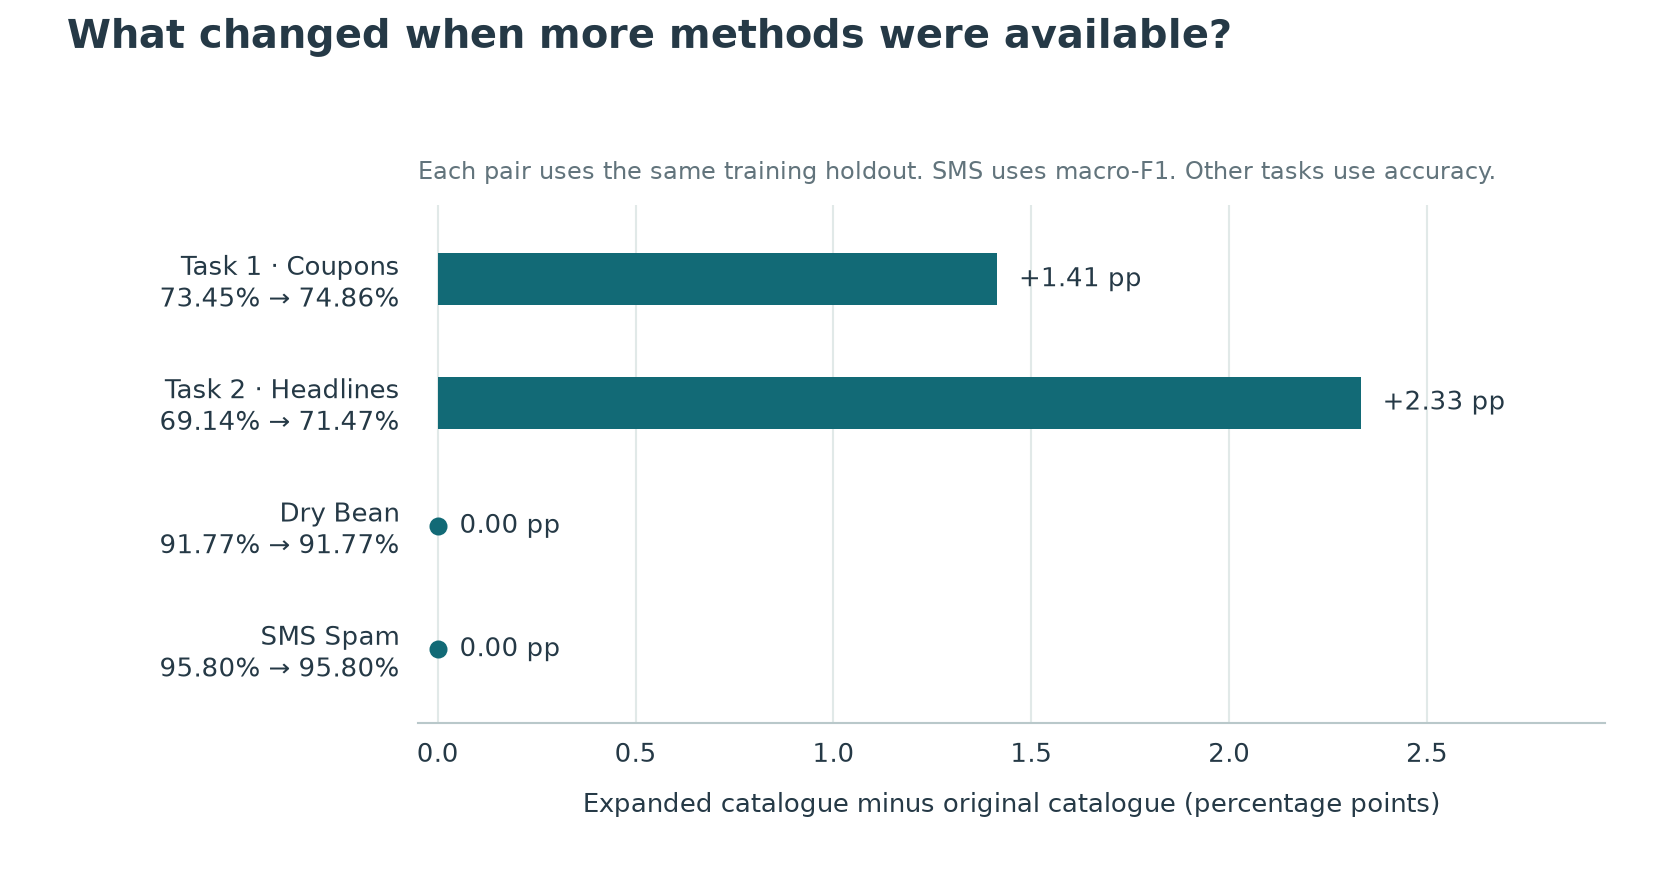 What changed when more methods were available?
Each pair uses the same training holdout. SMS uses macro-F1. Other tasks use accuracy.
Task 1 · Coupons
73.45% → 74.86%
+1.41 pp
Task 2 · Headlines
69.14% → 71.47%
+2.33 pp
Dry Bean
91.77% → 91.77%
0.00 pp
SMS Spam
95.80% → 95.80%
0.00 pp
0.0 0.5 1.0 1.5 2.0 2.5
Expanded catalogue minus original catalogue (percentage points)